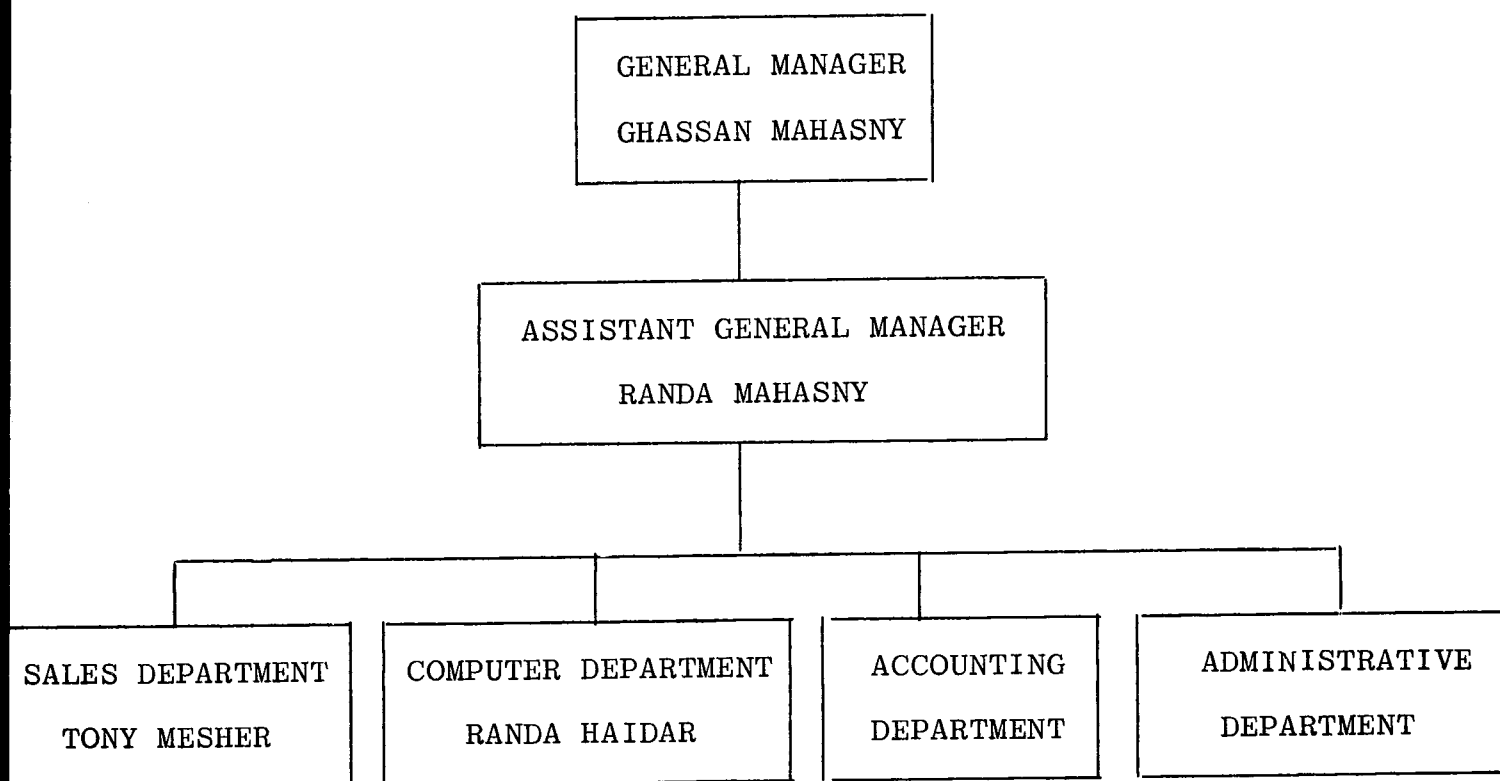 GENERAL MANAGER
GHASSAN MAHASNY
ASSISTANT GENERAL MANAGER
RANDA MAHASNY
SALES DEPARTMENT
TONY MESHER
COMPUTER DEPARTMENT
RANDA HAIDAR
ACCOUNTING
DEPARTMENT
ADMINISTRATIVE
DEPARTMENT